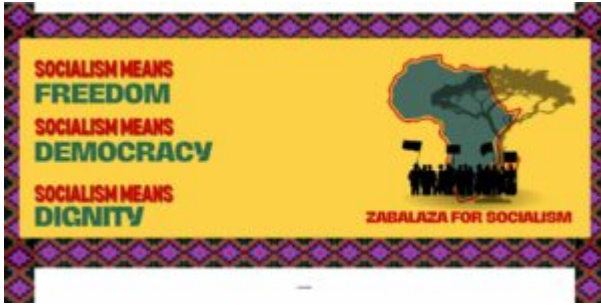 SOCIALISM MEANS
FREEDOM
SOCIALISM MEANS
DEMOCRACY
SOCIALISM MEANS
DIGNITY
ZABALAZA FOR SOCIALISM